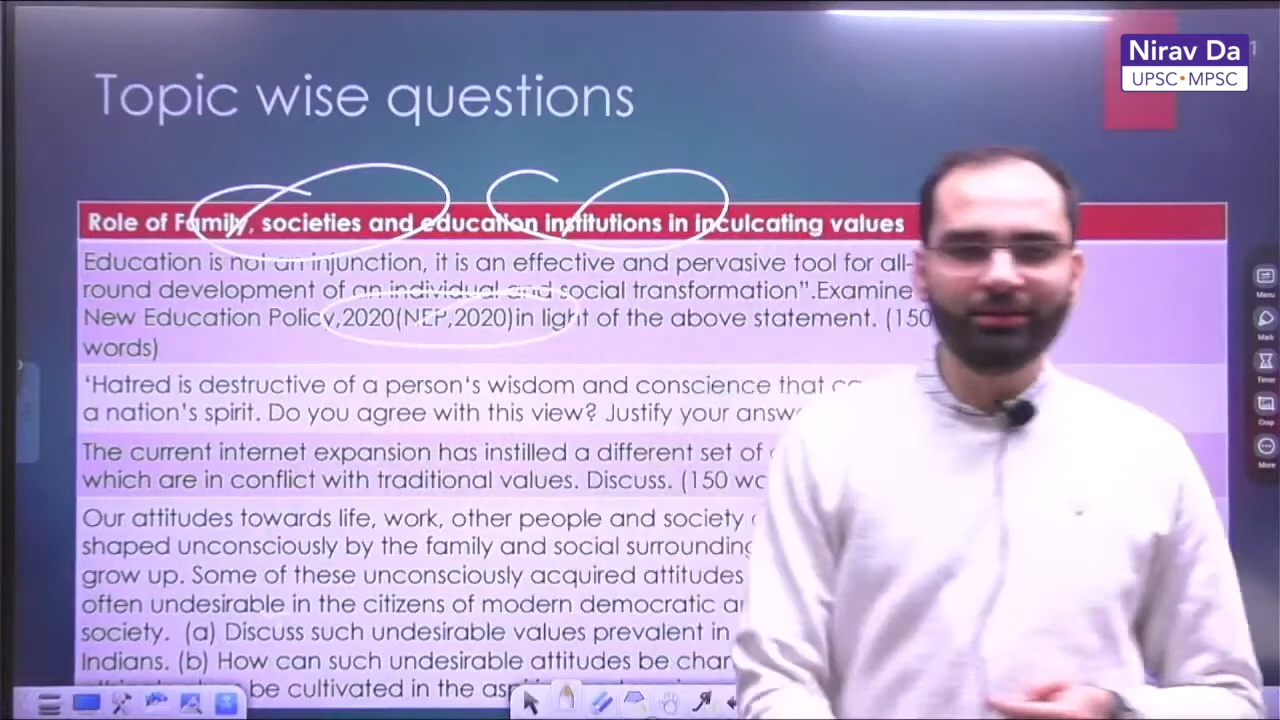 Nirav Da
UPSC•MPSC
1
Topic wise questions
Role of Family, societies and education institutions in inculcating values
Education is not an injunction, it is an effective and pervasive tool for all-
round development of an individual and social transformation”.Examine
New Education Policy,2020(NEP,2020)in light of the above statement. (150
words)
‘Hatred is destructive of a person's wisdom and conscience that
a nation’s spirit. Do you agree with this view? Justify your
The current internet expansion has instilled a different set of
which are in conflict with traditional values. Discuss. (150
Our attitudes towards life, work, other people and society
shaped unconsciously by the family and social
grow up. Some of these unconsciously acquired attitudes
often undesirable in the citizens of modern democratic
society. (a) Discuss such undesirable values prevalent in
Indians. (b) How can such undesirable attitudes be
be cultivated in the
Menu
Mark
Timer
Crop
More